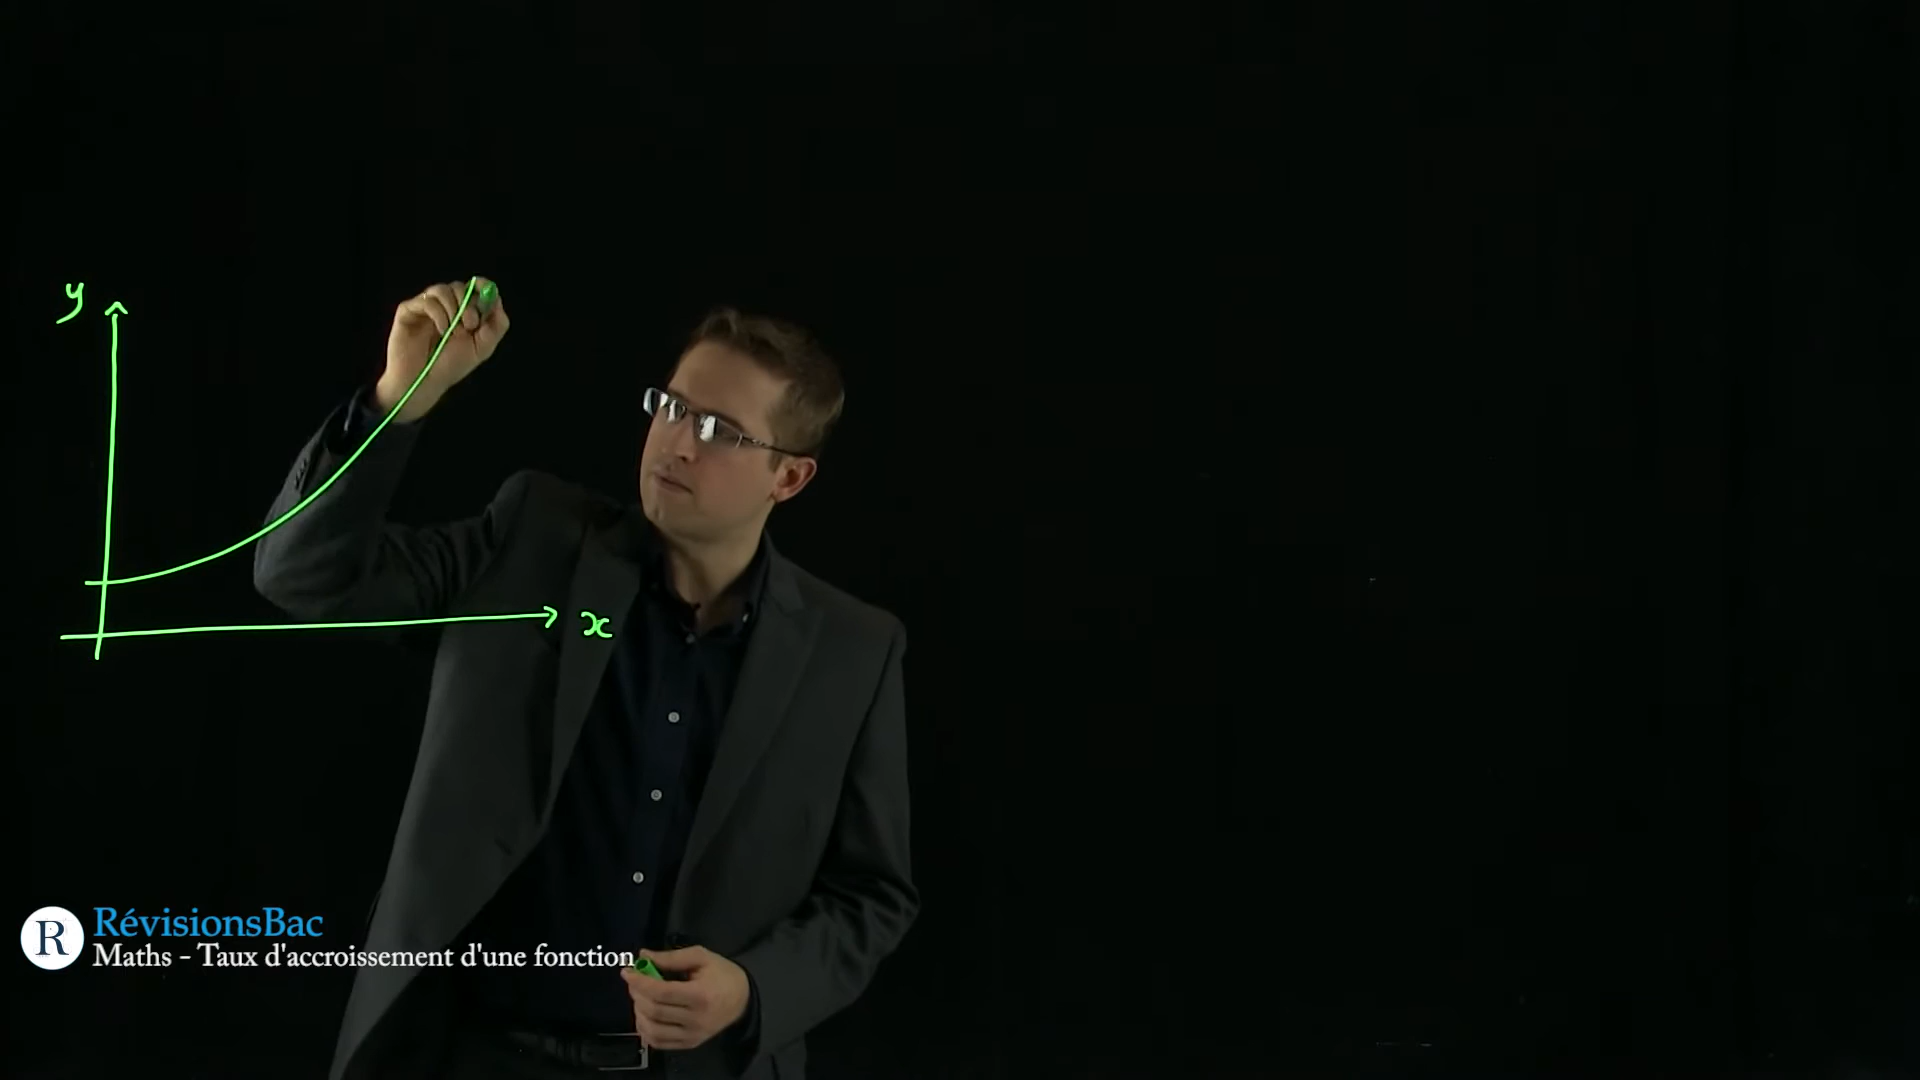 y
x
R RévisionsBac
Maths - Taux d'accroissement d'une fonction